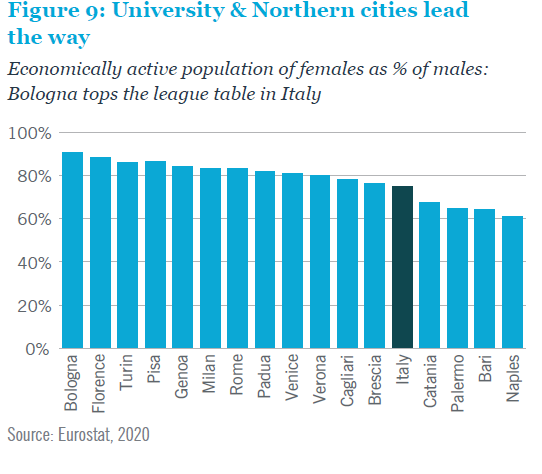 Figure 9: University & Northern cities lead
the way
Economically active population of females as % of males:
Bologna tops the league table in Italy
100%
80%
60%
40%
20%
0%
Bologna
Florence
Turin
Pisa
Genoa
Milan
Rome
Padua
Venice
Verona
Cagliari
Brescia
Italy
Catania
Palermo
Bari
Naples
Source: Eurostat, 2020